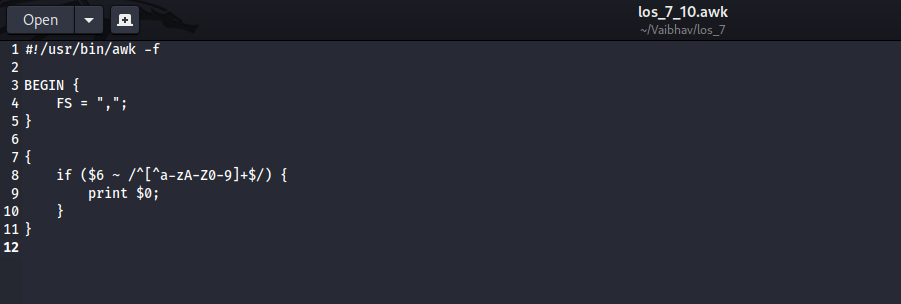 Open
los_7_10.awk
~/Vaibhav/los_7
1 #!/usr/bin/awk -f
2
3 BEGIN {
4     FS = ",";
5 }
6
7 {
8     if ($6 ~ /^[^a-zA-Z0-9]+$/) {
9         print $0;
10     }
11 }
12